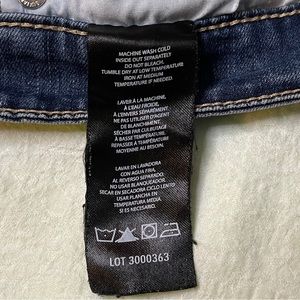 MACHINE WASH COLD
INSIDE OUT SEPARATELY
DO NOT BLEACH.
TUMBLE DRY AT LOW TEMPERATURE
IRON AT MEDIUM
TEMPERATURE IF NEEDED.
LAVER À LA MACHINE,
À L'EAU FROIDE,
À L'ENVERS SÉPARÉMENT.
NE PAS UTILISER D'AGENT
DE BLANCHIMENT.
SÉCHER PAR CULBUTAGE
À BASSE TEMPÉRATURE.
REPASSER À TEMPÉRATURE
MOYENNE AU BESOIN.
LAVAR EN LAVADORA
CON AGUA FRIA,
AL REVERSO SEPARADO.
NO USAR BLANQUEADOR.
SECAR EN SECADORA CICLO LENTO
USAR PLANCHA EN
TEMPERATURA MEDIA
SI ES NECESARIO.
LOT 3000363